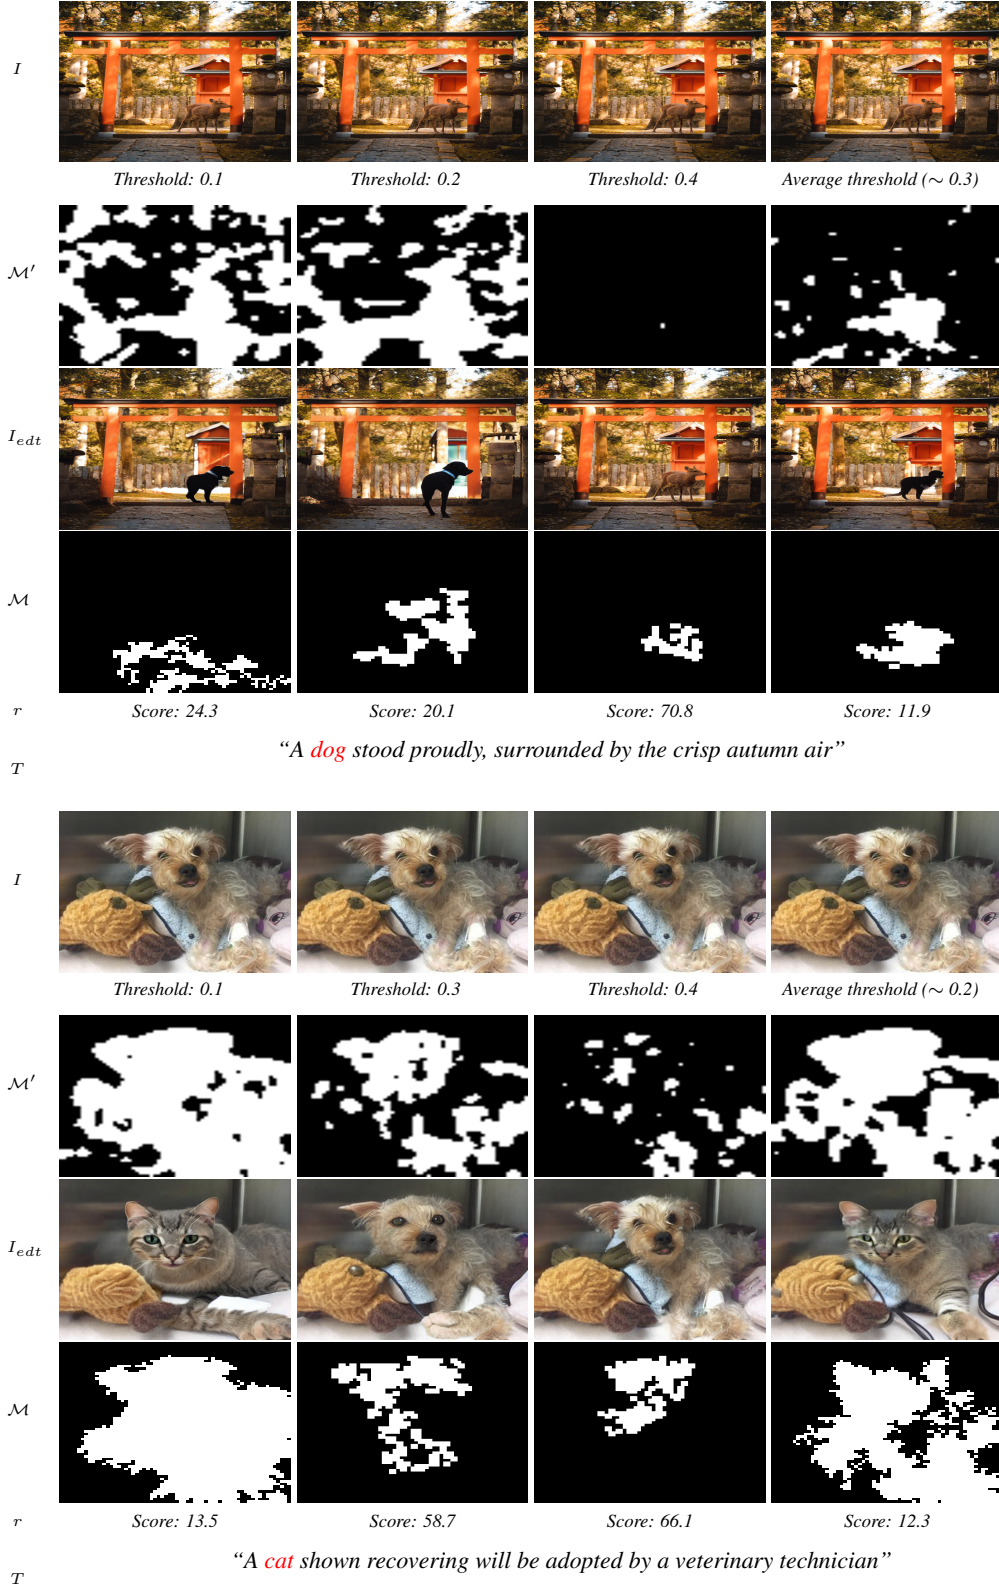 I
Threshold: 0.1 Threshold: 0.2 Threshold: 0.4 Average threshold (∼ 0.3)
M′
I_edt
M
r Score: 24.3 Score: 20.1 Score: 70.8 Score: 11.9
“A dog stood proudly, surrounded by the crisp autumn air”
T
I
Threshold: 0.1 Threshold: 0.3 Threshold: 0.4 Average threshold (∼ 0.2)
M′
I_edt
M
r Score: 13.5 Score: 58.7 Score: 66.1 Score: 12.3
“A cat shown recovering will be adopted by a veterinary technician”
T